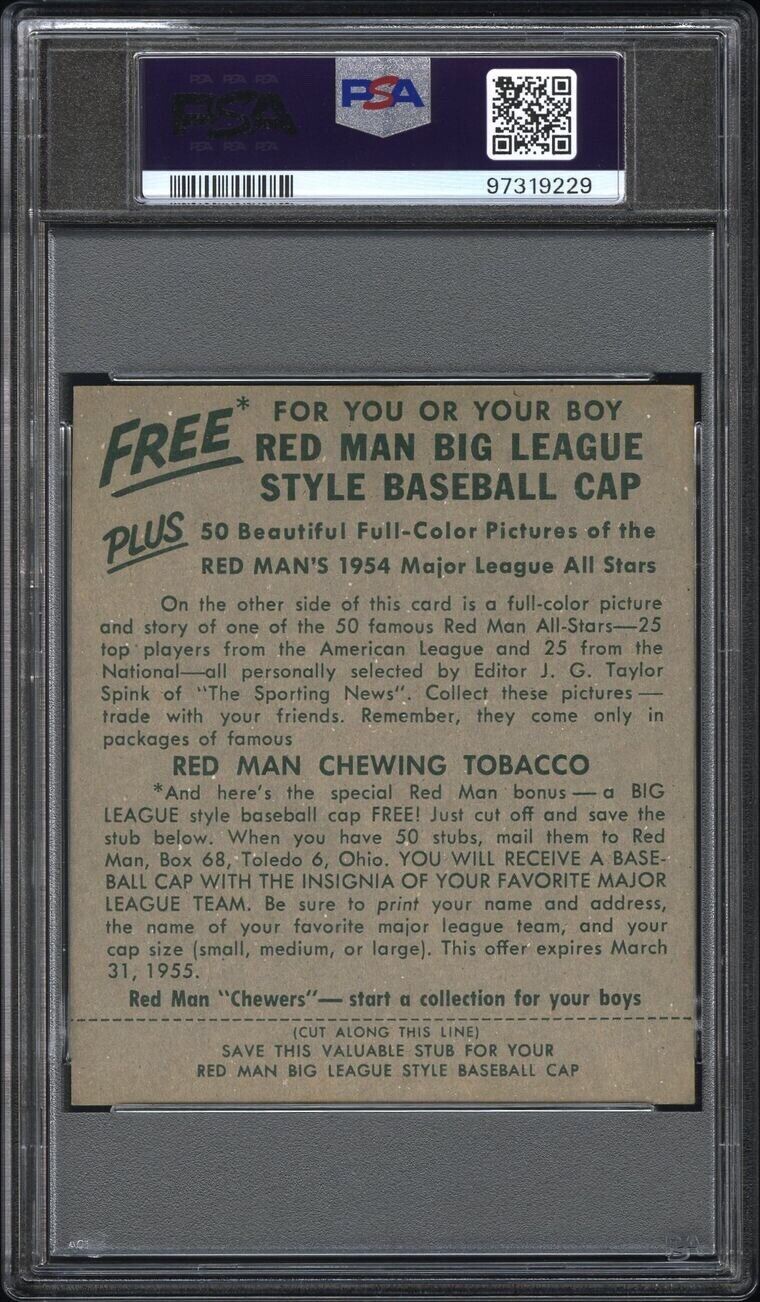 PSA PSA PSA
PSA
PSA PSA PSA
PSA
97319229
FREE* FOR YOU OR YOUR BOY
RED MAN BIG LEAGUE
STYLE BASEBALL CAP
PLUS 50 Beautiful Full-Color Pictures of the
RED MAN'S 1954 Major League All Stars
On the other side of this card is a full-color picture
and story of one of the 50 famous Red Man All-Stars—25
top players from the American League and 25 from the
National—all personally selected by Editor J. G. Taylor
Spink of "The Sporting News". Collect these pictures —
trade with your friends. Remember, they come only in
packages of famous
RED MAN CHEWING TOBACCO
*And here's the special Red Man bonus — a BIG
LEAGUE style baseball cap FREE! Just cut off and save the
stub below. When you have 50 stubs, mail them to Red
Man, Box 68, Toledo 6, Ohio. YOU WILL RECEIVE A BASE-
BALL CAP WITH THE INSIGNIA OF YOUR FAVORITE MAJOR
LEAGUE TEAM. Be sure to print your name and address,
the name of your favorite major league team, and your
cap size (small, medium, or large). This offer expires March
31, 1955.
Red Man "Chewers"— start a collection for your boys
(CUT ALONG THIS LINE)
SAVE THIS VALUABLE STUB FOR YOUR
RED MAN BIG LEAGUE STYLE BASEBALL CAP
PSA